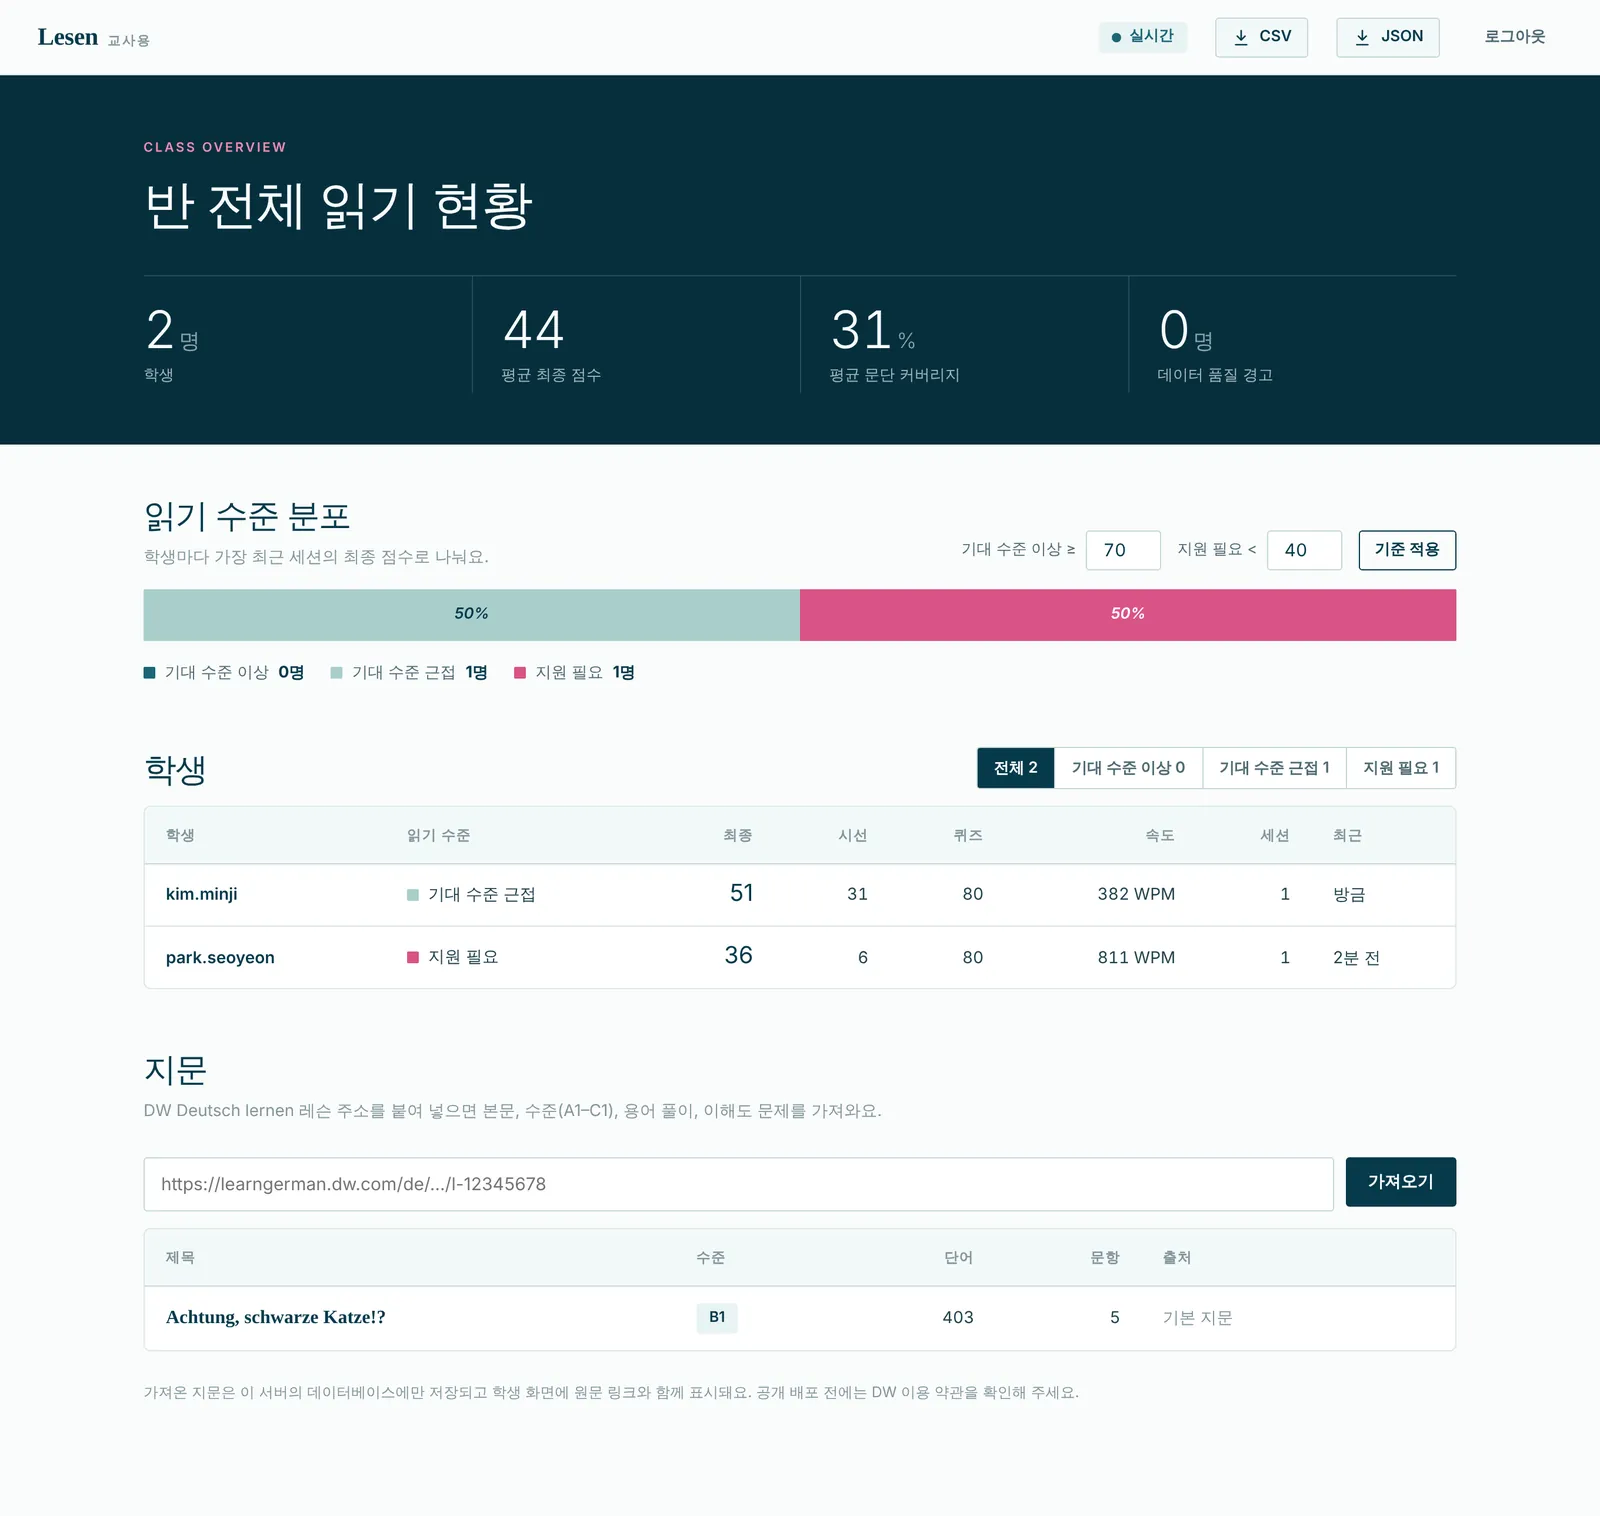 Lesen 교사용
실시간
CSV
JSON
로그아웃
CLASS OVERVIEW
반 전체 읽기 현황
2 명
학생
44
평균 최종 점수
31 %
평균 문단 커버리지
0 명
데이터 품질 경고
읽기 수준 분포
학생마다 가장 최근 세션의 최종 점수로 나눠요.
기대 수준 이상 ≥ 70 지원 필요 < 40 기준 적용
50% 50%
기대 수준 이상 0명 기대 수준 근접 1명 지원 필요 1명
학생
전체 2 기대 수준 이상 0 기대 수준 근접 1 지원 필요 1
학생 읽기 수준 최종 시선 퀴즈 속도 세션 최근
kim.minji 기대 수준 근접 51 31 80 382 WPM 1 방금
park.seoyeon 지원 필요 36 6 80 811 WPM 1 2분 전
지문
DW Deutsch lernen 레슨 주소를 붙여 넣으면 본문, 수준(A1–C1), 용어 풀이, 이해도 문제를 가져와요.
https://learngerman.dw.com/de/.../l-12345678 가져오기
제목 수준 단어 문항 출처
Achtung, schwarze Katze!? B1 403 5 기본 지문
가져온 지문은 이 서버의 데이터베이스에만 저장되고 학생 화면에 원문 링크와 함께 표시돼요. 공개 배포 전에는 DW 이용 약관을 확인해 주세요.